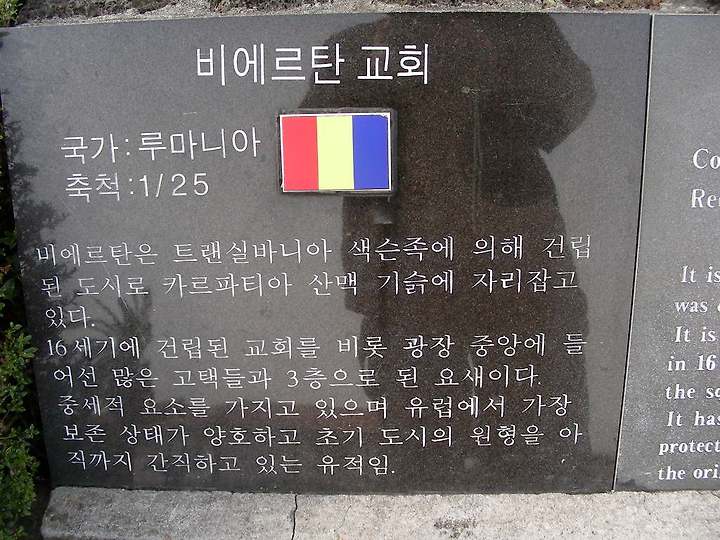 비에르탄 교회
국가:루마니아
축척:1/25
비에르탄은 트랜실바니아 색슨족에 의해 건립
된 도시로 카르파티아 산맥 기슭에 자리잡고
있다.
16세기에 건립된 교회를 비롯 광장 중앙에 들
어선 많은 고택들과 3층으로 된 요새이다.
중세적 요소를 가지고 있으며 유럽에서 가장
보존 상태가 양호하고 초기 도시의 원형을 아
직까지 간직하고 있는 유적임.
It is
was
It is
in 16
the
It has
protect
the